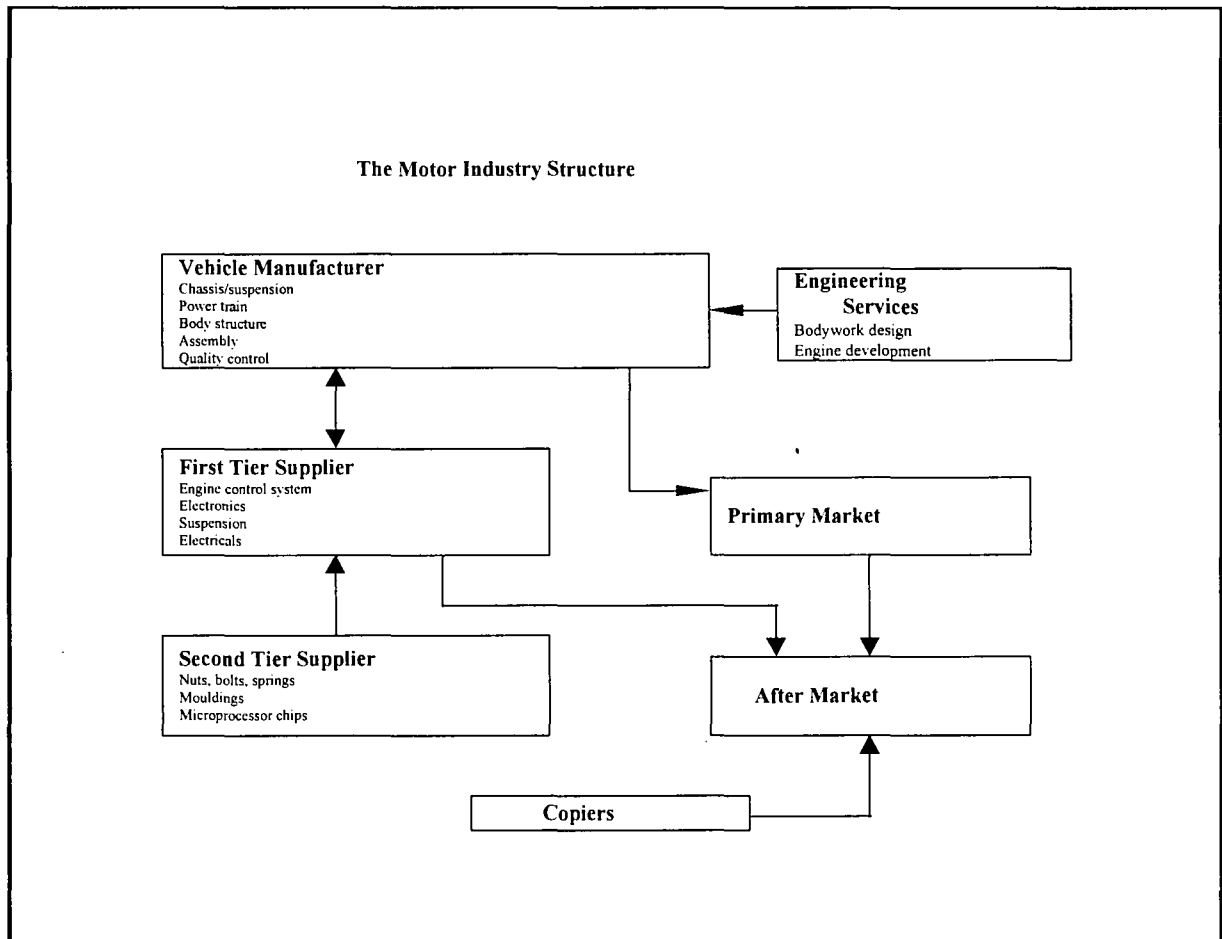 The Motor Industry Structure
Vehicle Manufacturer
Chassis/suspension
Power train
Body structure
Assembly
Quality control
Engineering
Services
Bodywork design
Engine development
First Tier Supplier
Engine control system
Electronics
Suspension
Electricals
Primary Market
Second Tier Supplier
Nuts, bolts, springs
Mouldings
Microprocessor chips
After Market
Copiers